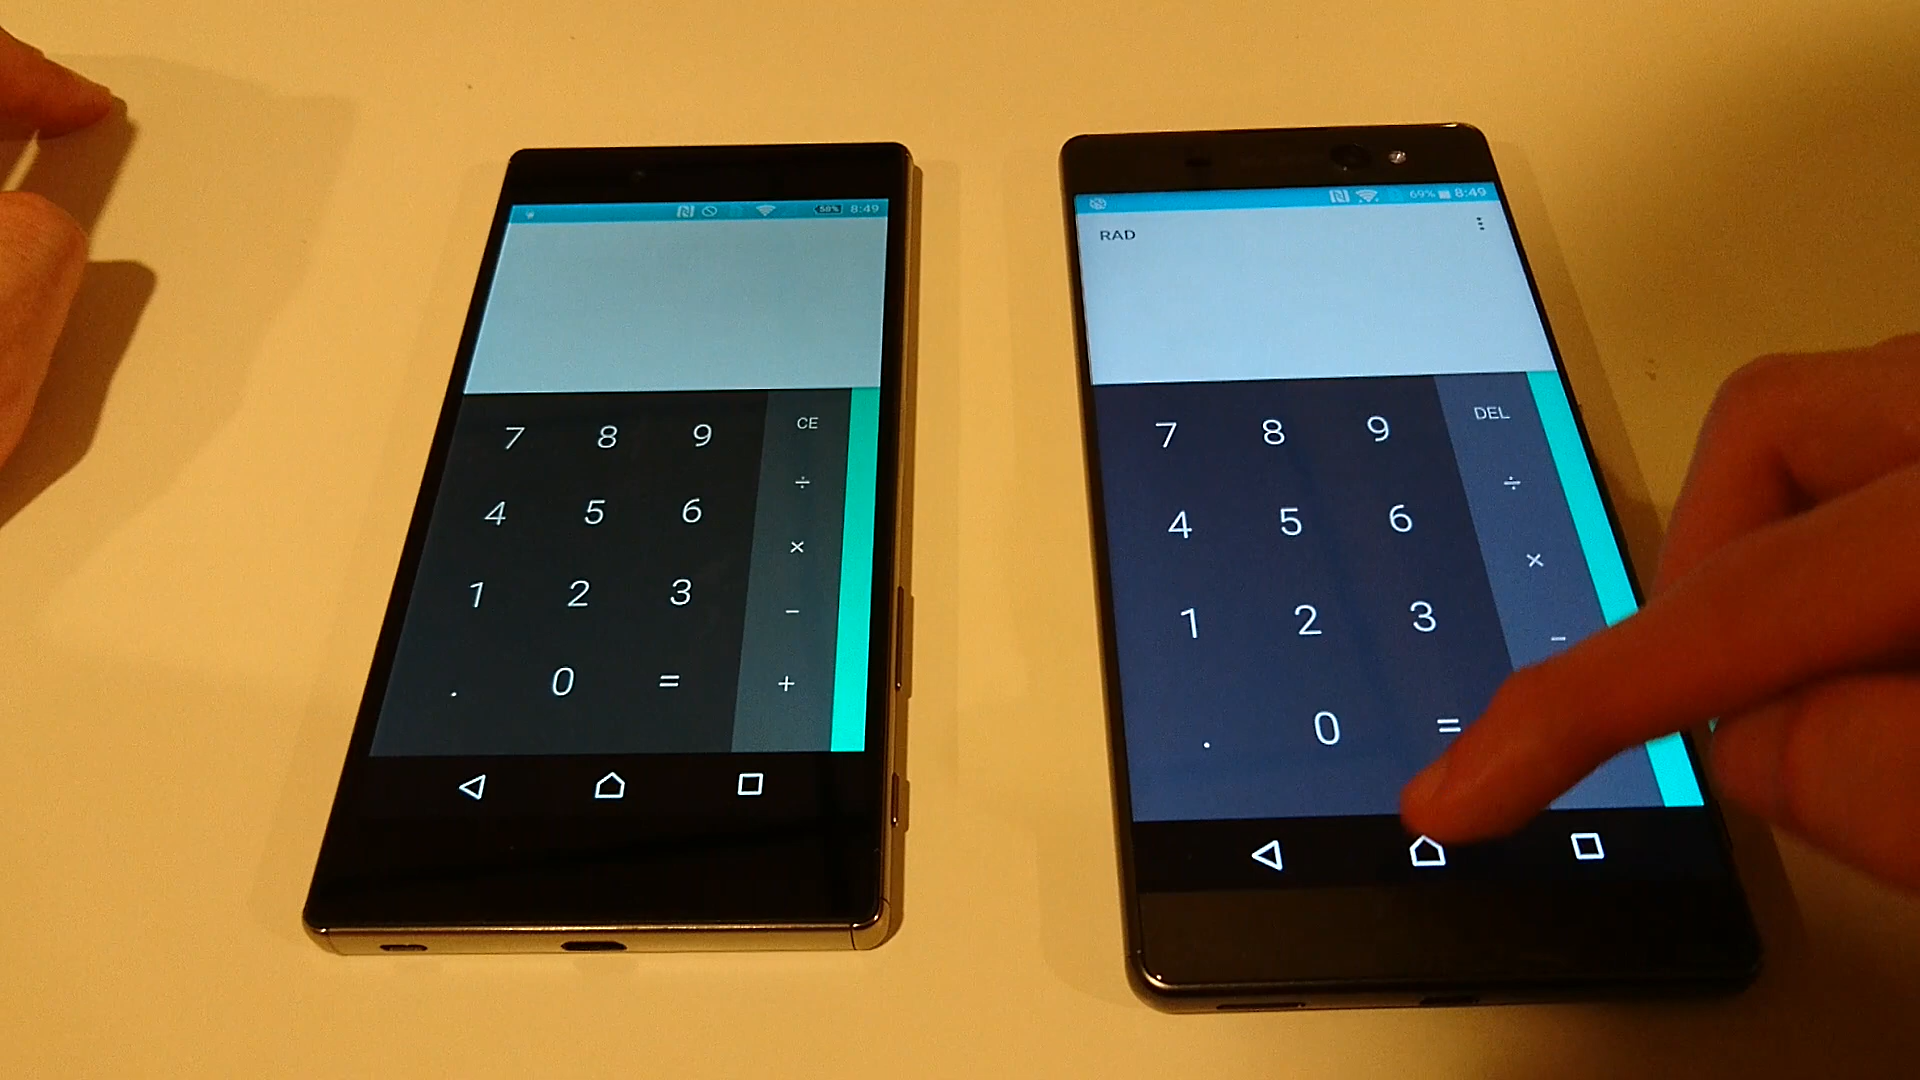 58% 8:49
7 8 9 CE
÷
4 5 6
×
1 2 3
−
. 0 = +
69% 8:49
RAD
7 8 9 DEL
÷
4 5 6
×
1 2 3
−
. 0 =